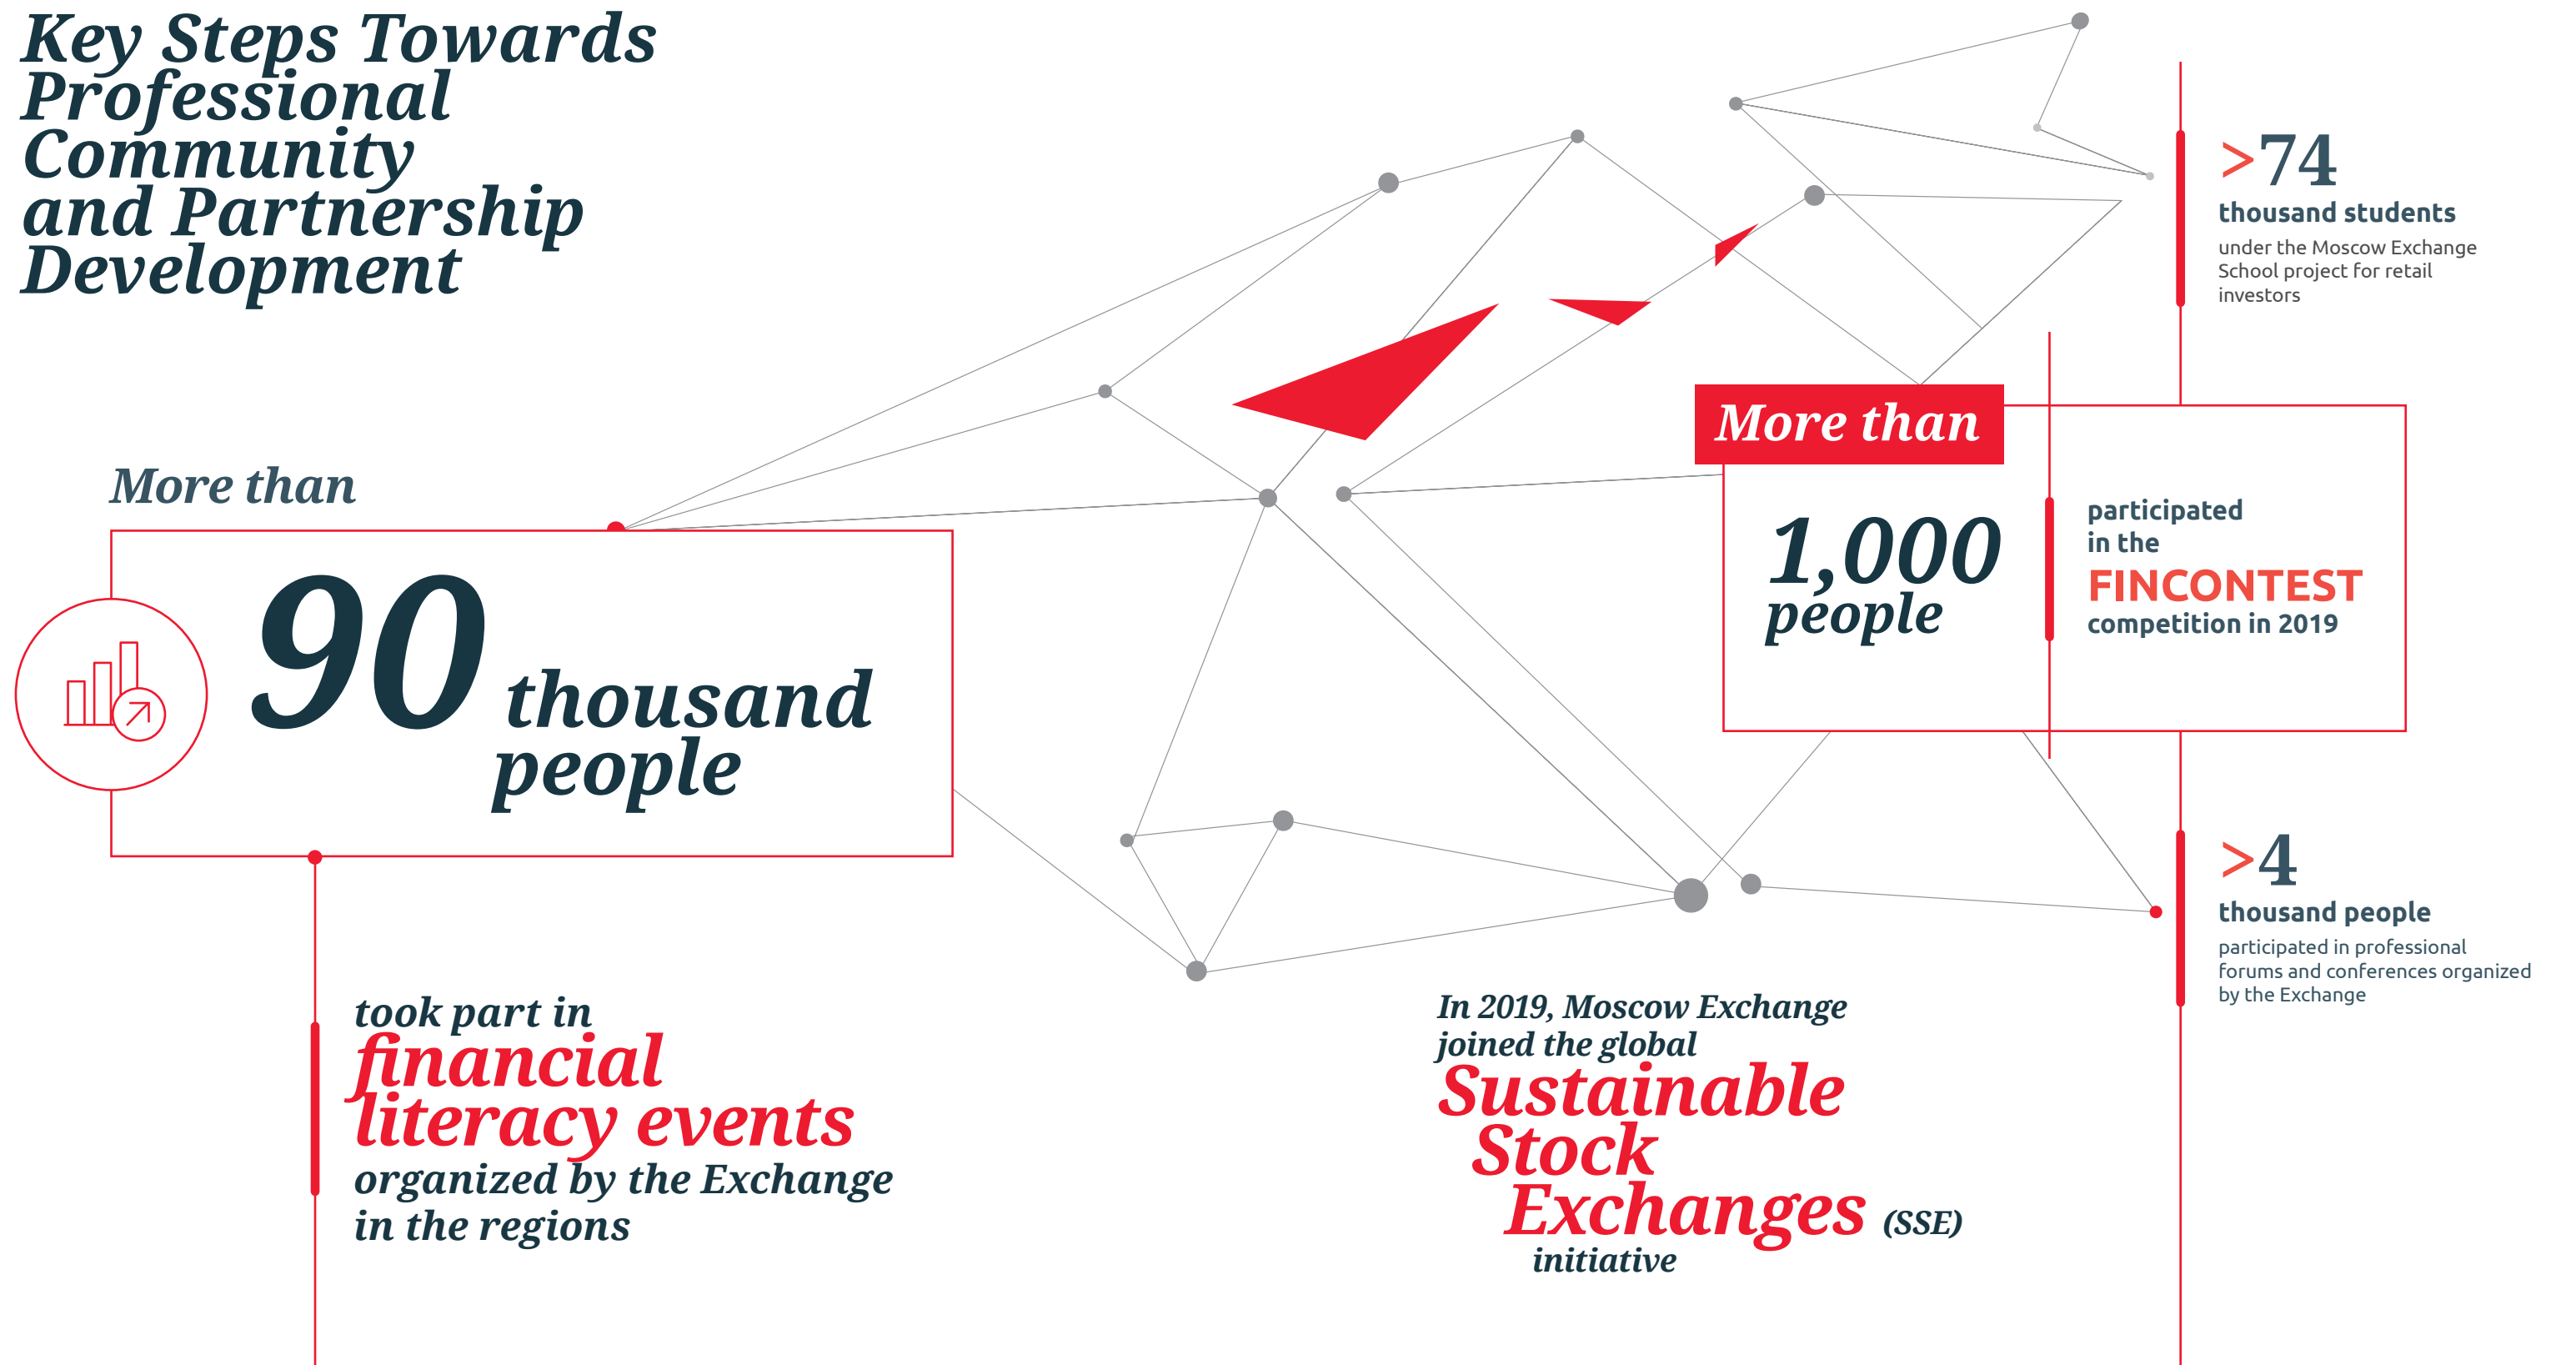 Key Steps Towards
Professional
Community
and Partnership
Development
More than
90 thousand
people
took part in
financial
literacy events
organized by the Exchange
in the regions
More than
1,000
people
participated
in the
FINCONTEST
competition in 2019
>74
thousand students
under the Moscow Exchange
School project for retail
investors
>4
thousand people
participated in professional
forums and conferences organized
by the Exchange
In 2019, Moscow Exchange
joined the global
Sustainable
Stock
Exchanges (SSE)
initiative